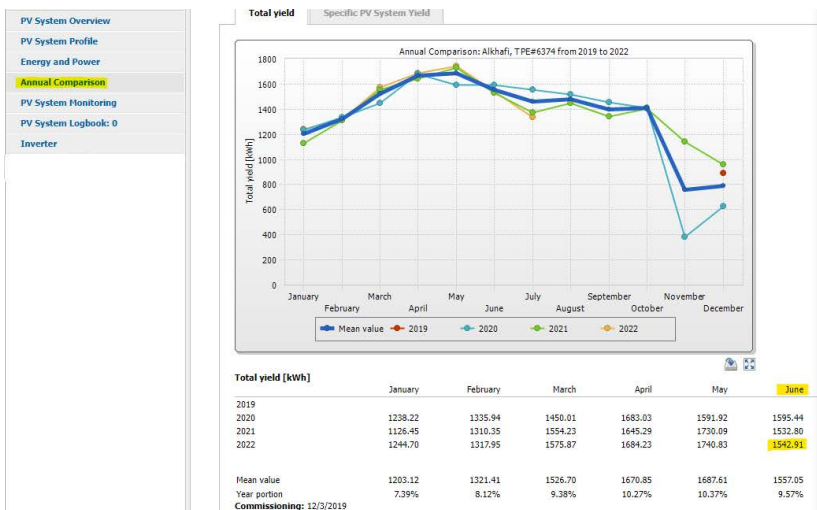 PV System Overview
PV System Profile
Energy and Power
Annual Comparison
PV System Monitoring
PV System Logbook: 0
Inverter
Total yield Specific PV System Yield
Annual Comparison: Alkhafi, TPE#6374 from 2019 to 2022
Total yield [kWh]
1800
1600
1400
1200
1000
800
600
400
200
0
January March May July September November
February April June August October December
Mean value 2019 2020 2021 2022
Total yield [kWh]
January February March April May June
2019
2020 1238.22 1335.94 1450.01 1683.03 1591.92 1595.44
2021 1126.45 1310.35 1554.23 1645.29 1730.09 1532.80
2022 1244.70 1317.95 1575.87 1684.23 1740.83 1542.91
Mean value 1203.12 1321.41 1526.70 1670.85 1687.61 1557.05
Year portion 7.39% 8.12% 9.38% 10.27% 10.37% 9.57%
Commissioning: 12/3/2019